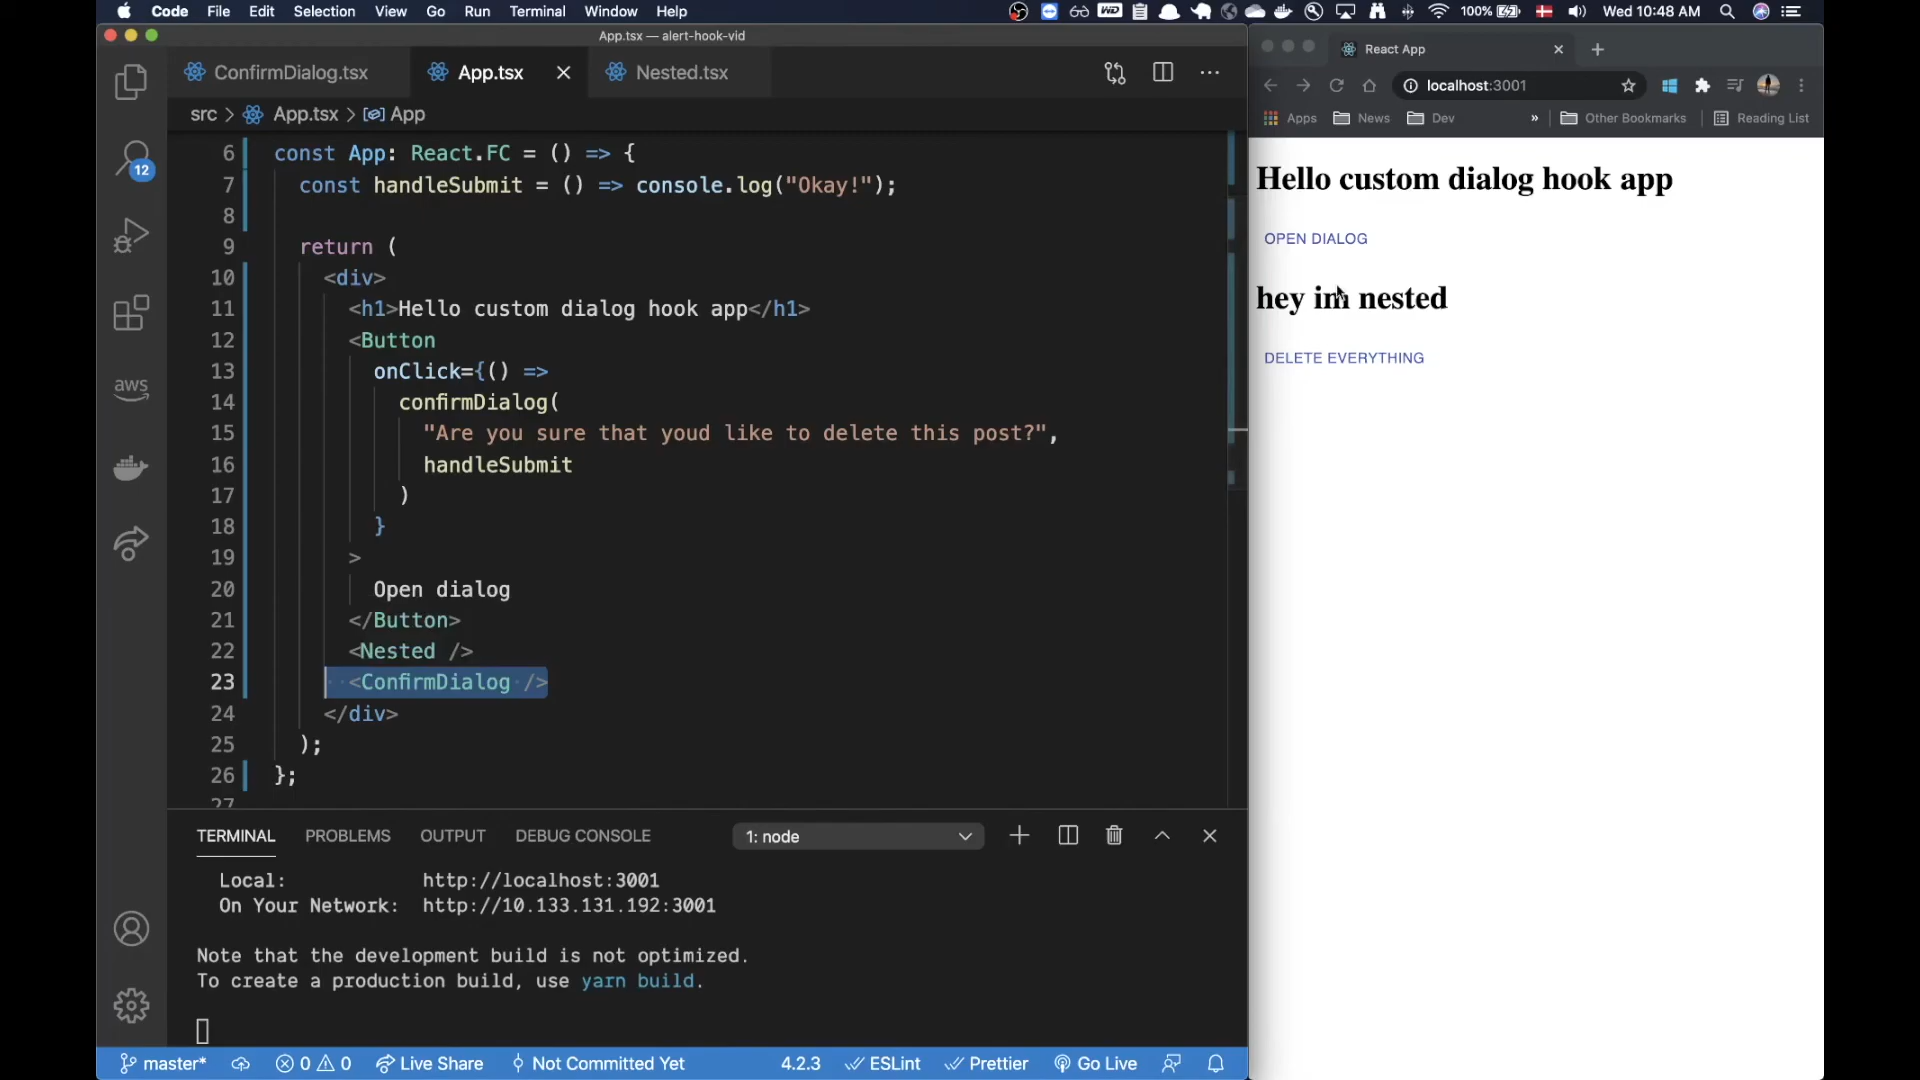 Code File Edit Selection View Go Run Terminal Window Help
100% Wed 10:48 AM
App.tsx — alert-hook-vid
ConfirmDialog.tsx App.tsx Nested.tsx
src > App.tsx > App
6 const App: React.FC = () => {
7 const handleSubmit = () => console.log("Okay!");
8
9 return (
10 <div>
11 <h1>Hello custom dialog hook app</h1>
12 <Button
13 onClick={() =>
14 confirmDialog(
15 "Are you sure that youd like to delete this post?",
16 handleSubmit
17 )
18 }
19 >
20 Open dialog
21 </Button>
22 <Nested />
23 <ConfirmDialog />
24 </div>
25 );
26 };
27
12
aws
TERMINAL PROBLEMS OUTPUT DEBUG CONSOLE 1: node
Local: http://localhost:3001
On Your Network: http://10.133.131.192:3001
Note that the development build is not optimized.
To create a production build, use yarn build.
master* 0 0 Live Share Not Committed Yet 4.2.3 ESLint Prettier Go Live
React App
localhost:3001
Apps News Dev » Other Bookmarks Reading List
Hello custom dialog hook app
OPEN DIALOG
hey im nested
DELETE EVERYTHING